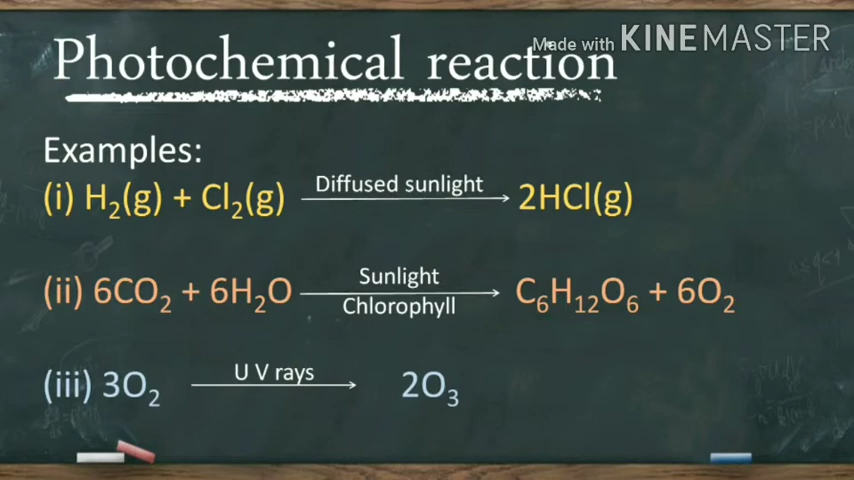 Made with KINEMASTER
Photochemical reaction
Examples:
(i) H₂(g) + Cl₂(g) Diffused sunlight → 2HCl(g)
(ii) 6CO₂ + 6H₂O Sunlight Chlorophyll → C₆H₁₂O₆ + 6O₂
(iii) 3O₂ U V rays → 2O₃